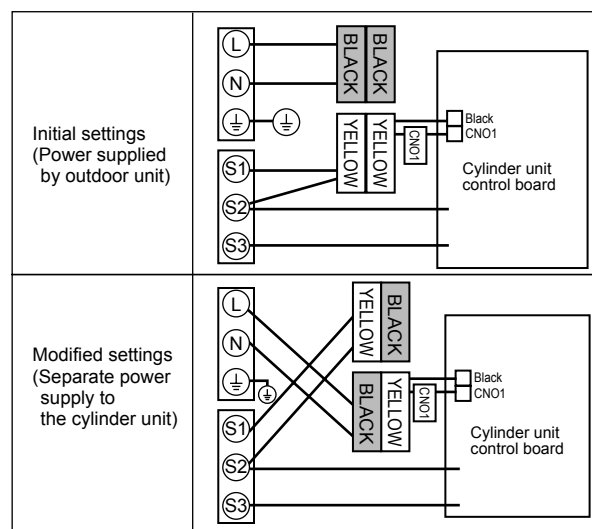 Initial settings
(Power supplied
by outdoor unit)
L
N
S1
S2
S3
BLACK
BLACK
YELLOW
YELLOW
CNO1
Black
CNO1
Cylinder unit
control board
Modified settings
(Separate power
supply to
the cylinder unit)
L
N
S1
S2
S3
YELLOW
BLACK
BLACK
YELLOW
CNO1
Black
CNO1
Cylinder unit
control board